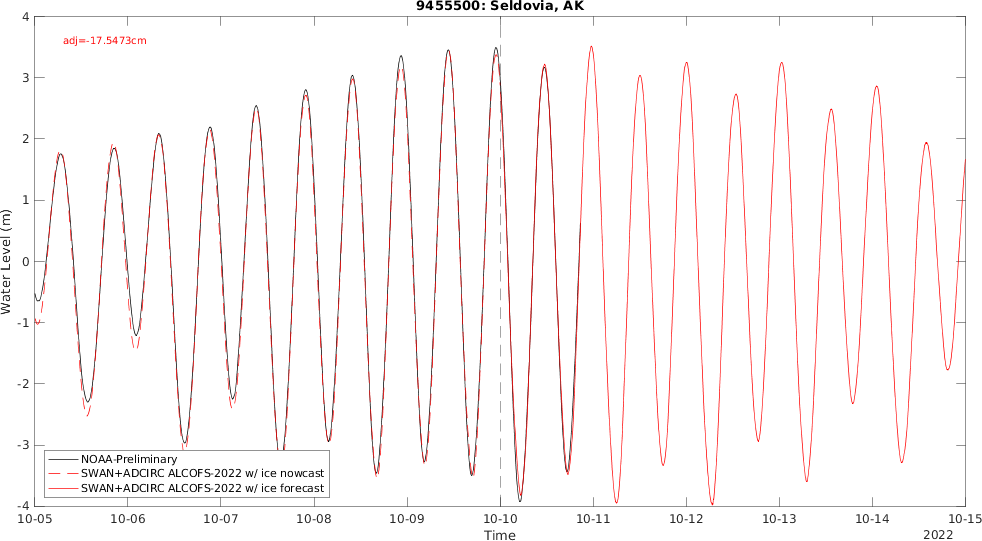 9455500: Seldovia, AK
adj=-17.5473cm
4
3
2
1
0
-1
-2
-3
-4
Water Level (m)
NOAA-Preliminary
SWAN+ADCIRC ALCOFS-2022 w/ ice nowcast
SWAN+ADCIRC ALCOFS-2022 w/ ice forecast
10-05 10-06 10-07 10-08 10-09 10-10 10-11 10-12 10-13 10-14 10-15
Time
2022